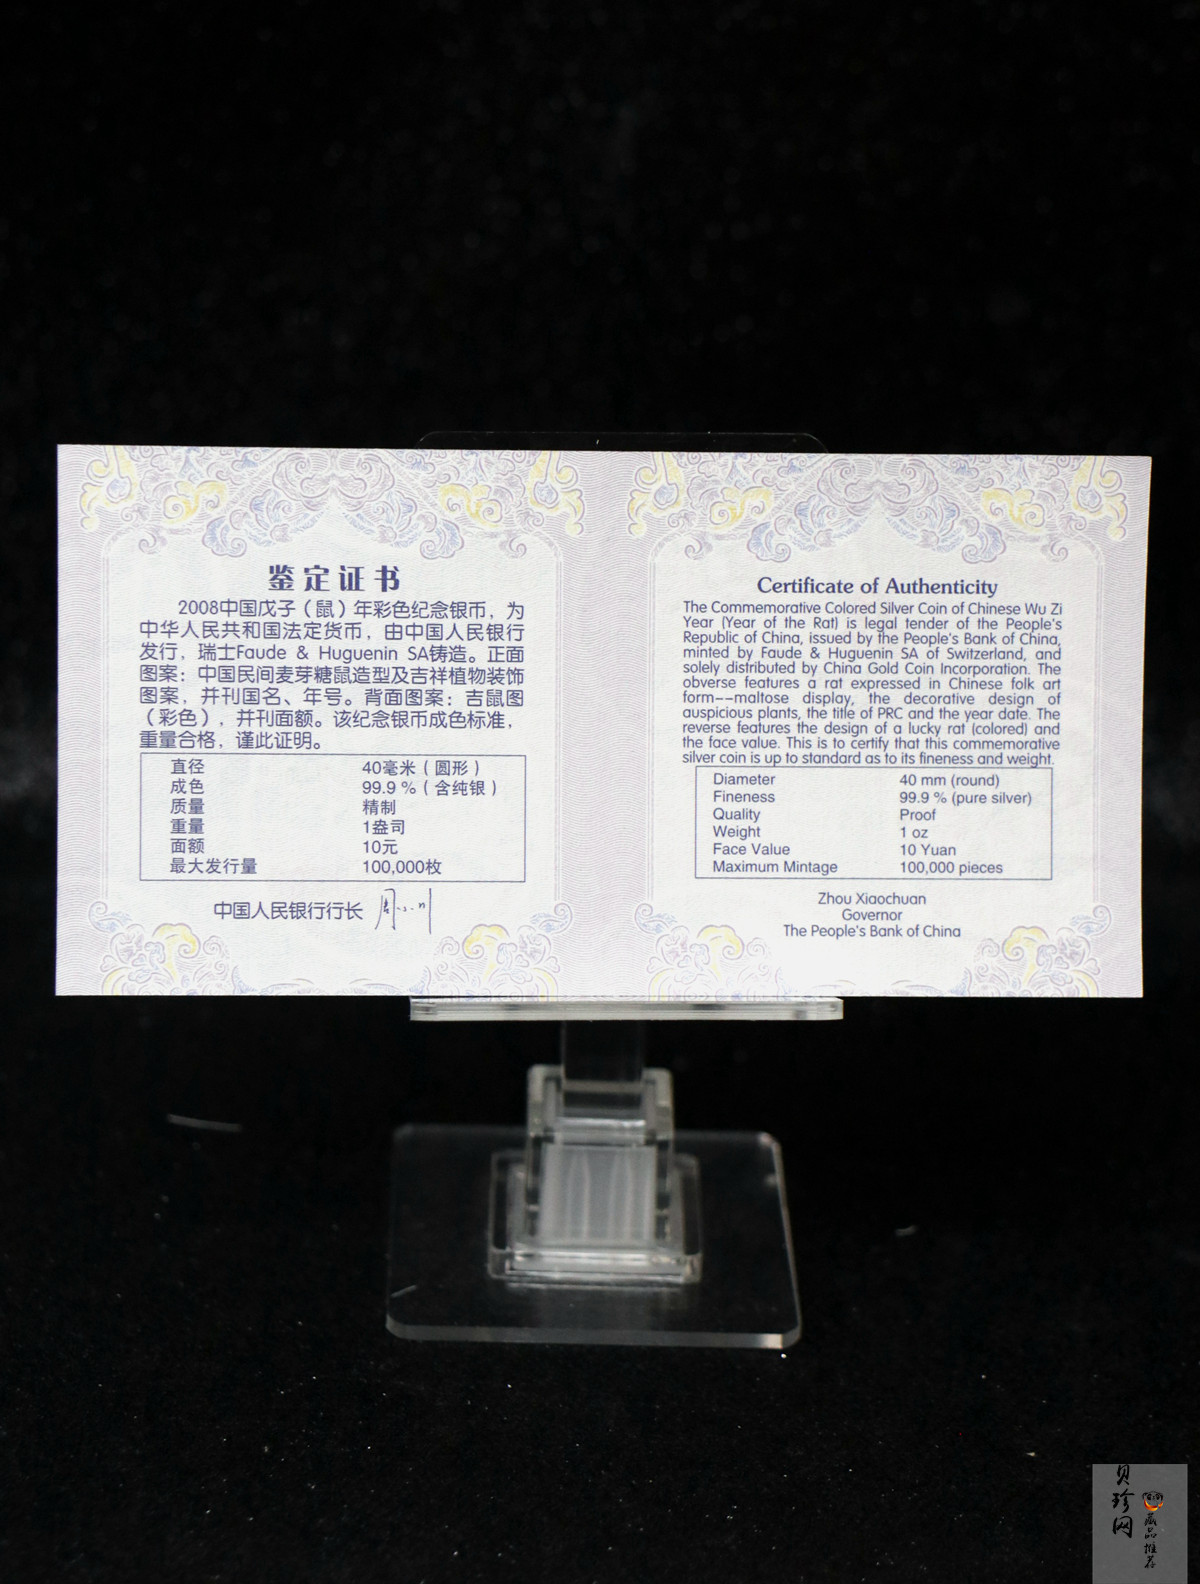 鉴定证书
2008中国戊子（鼠）年彩色纪念银币，为
中华人民共和国法定货币，由中国人民银行
发行，瑞士Faude & Huguenin SA铸造。正面
图案：中国民间麦芽糖鼠造型及吉祥植物装饰
图案，并刊国名、年号。背面图案：吉鼠图
（彩色），并刊面额。该纪念银币成色标准，
重量合格，谨此证明。
直径 40毫米（圆形）
成色 99.9 %（含纯银）
质量 精制
重量 1盎司
面额 10元
最大发行量 100,000枚
中国人民银行行长 周小川
Certificate of Authenticity
The Commemorative Colored Silver Coin of Chinese Wu Zi
Year (Year of the Rat) is legal tender of the People's
Republic of China, issued by the People's Bank of China,
minted by Faude & Huguenin SA of Switzerland, and
solely distributed by China Gold Coin Incorporation. The
obverse features a rat expressed in Chinese folk art
form--maltose display, the decorative design of
auspicious plants, the title of PRC and the year date. The
reverse features the design of a lucky rat (colored) and
the face value. This is to certify that this commemorative
silver coin is up to standard as to its fineness and weight.
Diameter 40 mm (round)
Fineness 99.9 % (pure silver)
Quality Proof
Weight 1 oz
Face Value 10 Yuan
Maximum Mintage 100,000 pieces
Zhou Xiaochuan
Governor
The People's Bank of China
贝珍网
藏品推荐